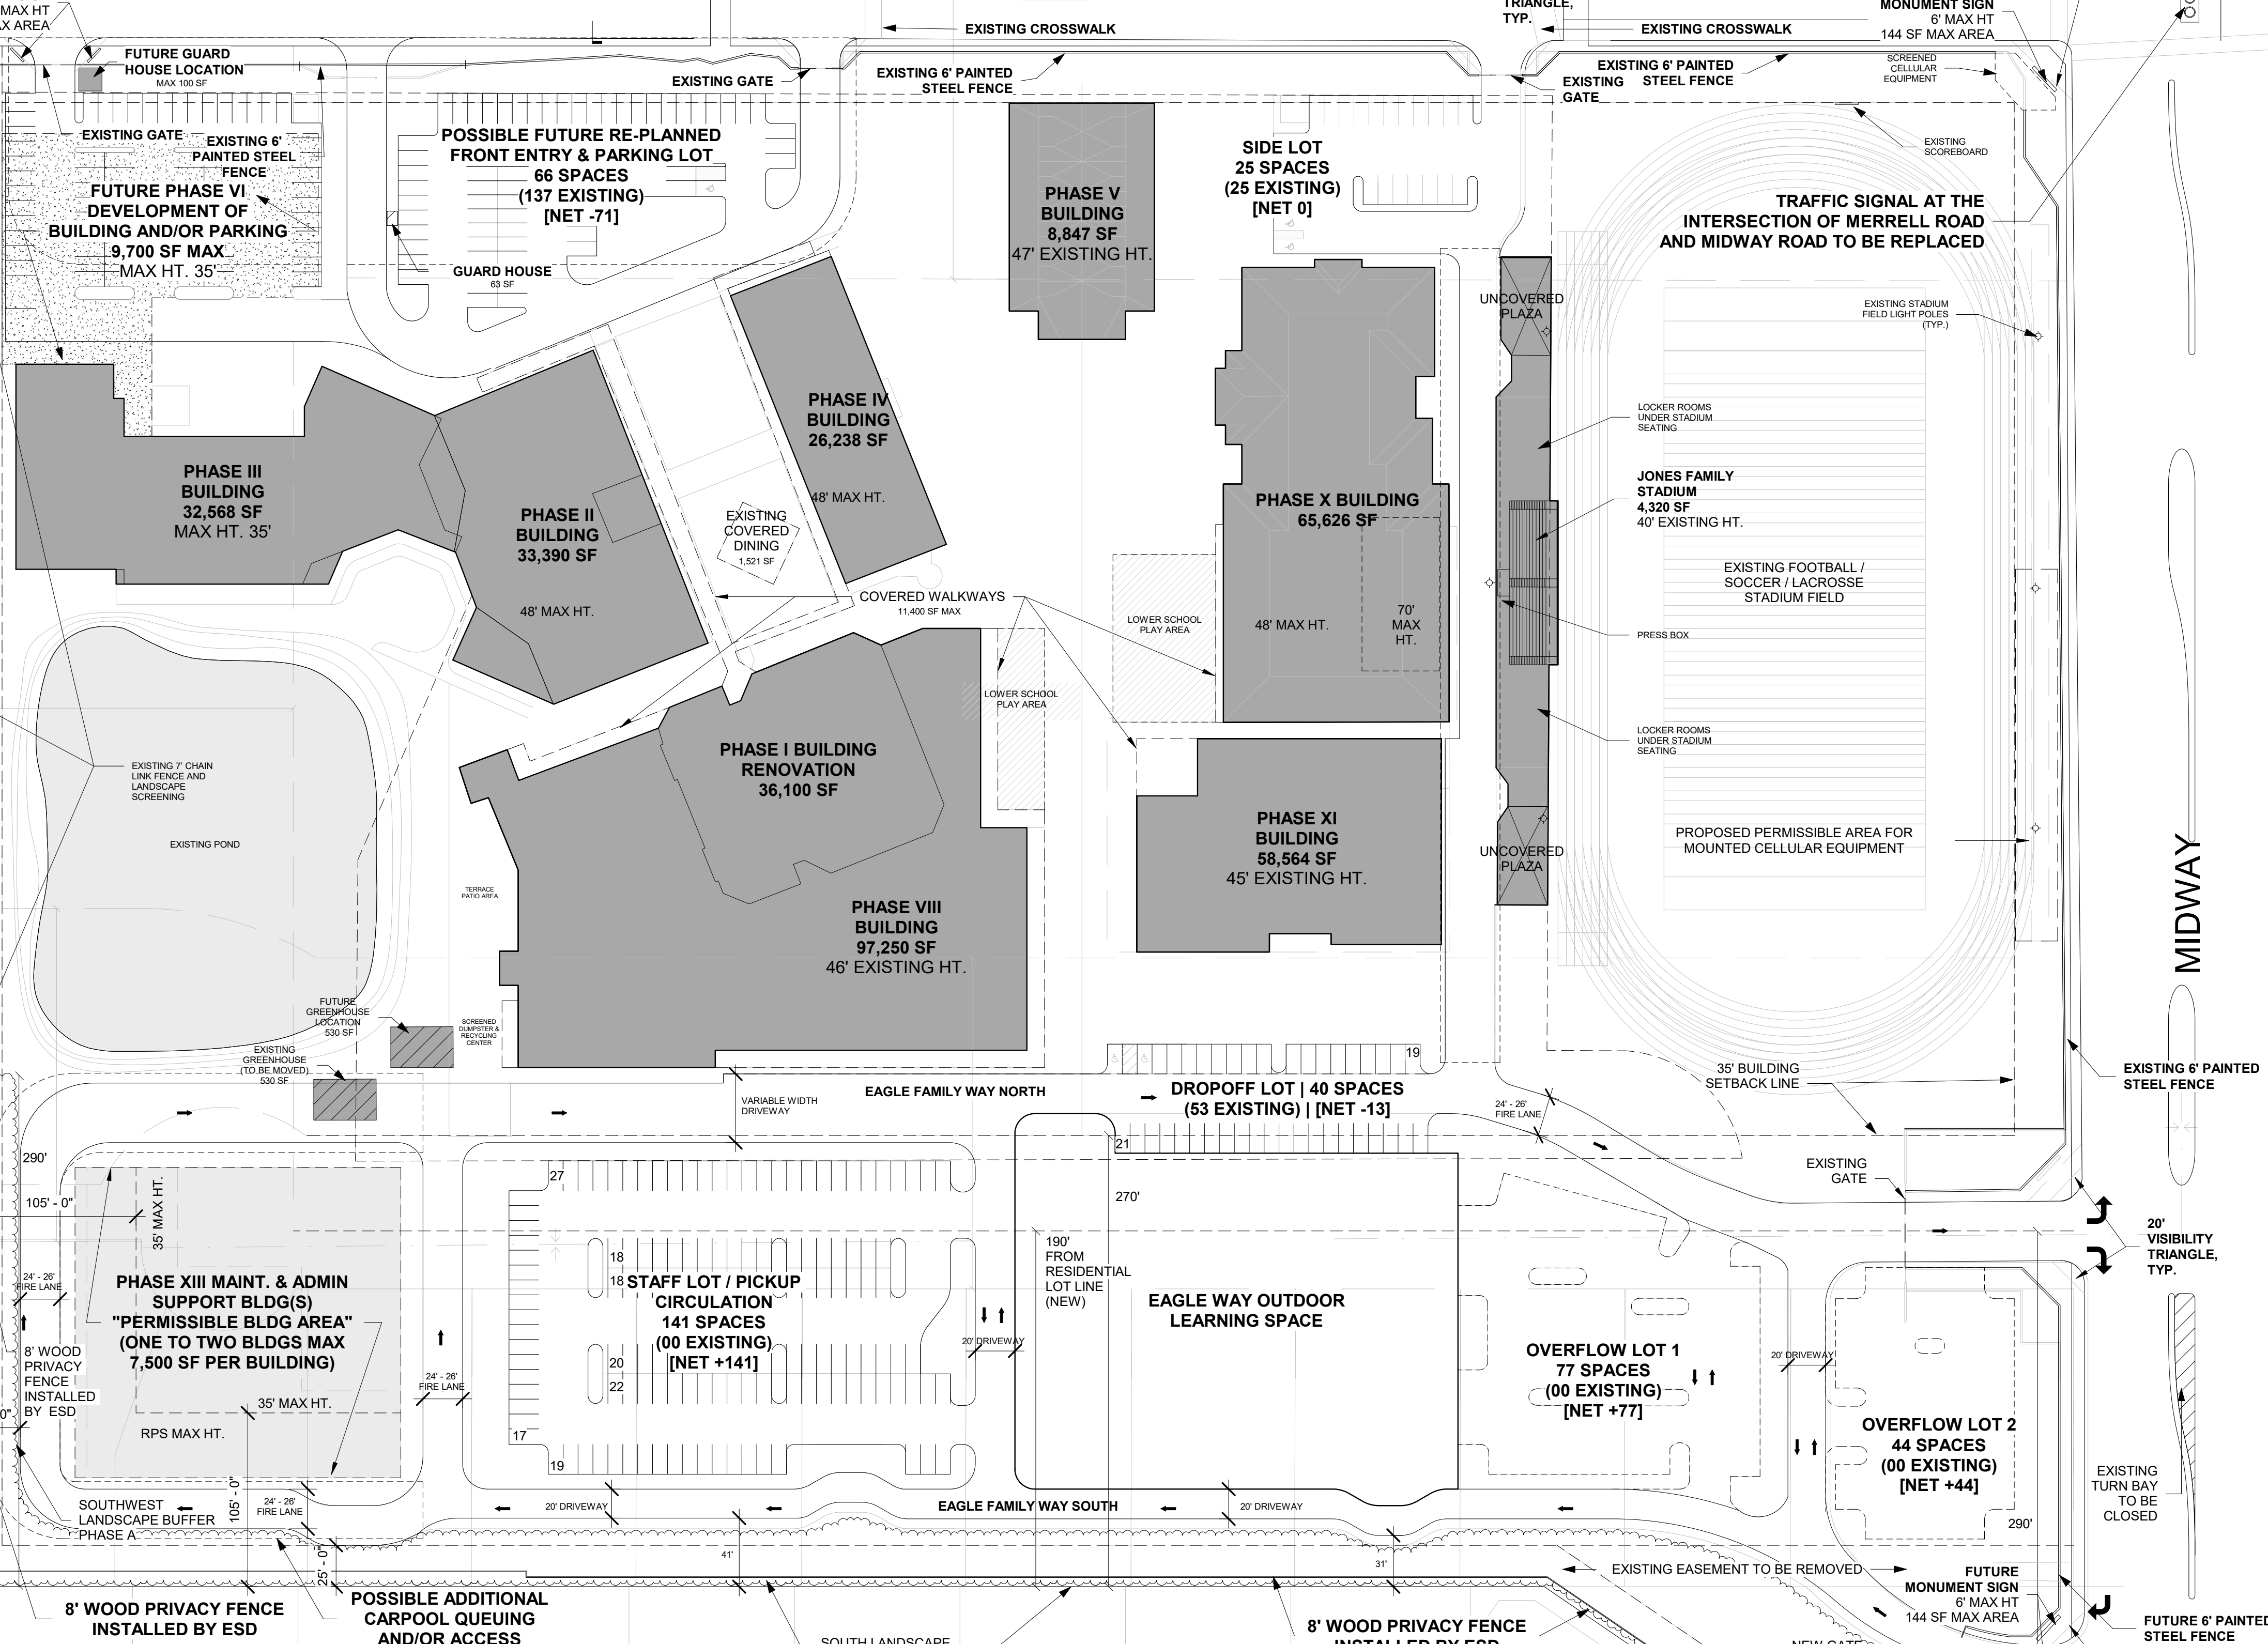 MAX HT
X AREA
FUTURE GUARD
HOUSE LOCATION
MAX 100 SF
EXISTING GATE
EXISTING 6'
PAINTED STEEL
FENCE
FUTURE PHASE VI
DEVELOPMENT OF
BUILDING AND/OR PARKING
9,700 SF MAX
MAX HT. 35'
POSSIBLE FUTURE RE-PLANNED
FRONT ENTRY & PARKING LOT
66 SPACES
(137 EXISTING)
[NET -71]
GUARD HOUSE
63 SF
EXISTING GATE
EXISTING CROSSWALK
EXISTING 6' PAINTED
STEEL FENCE
PHASE V
BUILDING
8,847 SF
47' EXISTING HT.
SIDE LOT
25 SPACES
(25 EXISTING)
[NET 0]
TRIANGLE,
TYP.
EXISTING CROSSWALK
EXISTING
GATE
EXISTING 6' PAINTED
STEEL FENCE
MONUMENT SIGN
6' MAX HT
144 SF MAX AREA
SCREENED
CELLULAR
EQUIPMENT
EXISTING
SCOREBOARD
TRAFFIC SIGNAL AT THE
INTERSECTION OF MERRELL ROAD
AND MIDWAY ROAD TO BE REPLACED
EXISTING STADIUM
FIELD LIGHT POLES
(TYP.)
UNCOVERED
PLAZA
LOCKER ROOMS
UNDER STADIUM
SEATING
JONES FAMILY
STADIUM
4,320 SF
40' EXISTING HT.
EXISTING FOOTBALL /
SOCCER / LACROSSE
STADIUM FIELD
PRESS BOX
LOCKER ROOMS
UNDER STADIUM
SEATING
PROPOSED PERMISSIBLE AREA FOR
MOUNTED CELLULAR EQUIPMENT
UNCOVERED
PLAZA
MIDWAY
PHASE III
BUILDING
32,568 SF
MAX HT. 35'
PHASE II
BUILDING
33,390 SF
48' MAX HT.
PHASE IV
BUILDING
26,238 SF
48' MAX HT.
EXISTING
COVERED
DINING
1,521 SF
COVERED WALKWAYS
11,400 SF MAX
LOWER SCHOOL
PLAY AREA
LOWER SCHOOL
PLAY AREA
PHASE X BUILDING
65,626 SF
48' MAX HT.
70'
MAX
HT.
PHASE I BUILDING
RENOVATION
36,100 SF
PHASE VIII
BUILDING
97,250 SF
46' EXISTING HT.
PHASE XI
BUILDING
58,564 SF
45' EXISTING HT.
EXISTING 7' CHAIN
LINK FENCE AND
LANDSCAPE
SCREENING
EXISTING POND
TERRACE
PATIO AREA
FUTURE
GREENHOUSE
LOCATION
530 SF
SCREENED
DUMPSTER &
RECYCLING
CENTER
EXISTING
GREENHOUSE
(TO BE MOVED)
530 SF
VARIABLE WIDTH
DRIVEWAY
EAGLE FAMILY WAY NORTH
19
DROPOFF LOT | 40 SPACES
(53 EXISTING) | [NET -13]
21
24' - 26'
FIRE LANE
35' BUILDING
SETBACK LINE
EXISTING 6' PAINTED
STEEL FENCE
EXISTING
GATE
20'
VISIBILITY
TRIANGLE,
TYP.
290'
105' - 0"
35' MAX HT.
24' - 26'
FIRE LANE
PHASE XIII MAINT. & ADMIN
SUPPORT BLDG(S)
"PERMISSIBLE BLDG AREA"
(ONE TO TWO BLDGS MAX
7,500 SF PER BUILDING)
35' MAX HT.
RPS MAX HT.
8' WOOD
PRIVACY
FENCE
INSTALLED
BY ESD
0"
24' - 26'
FIRE LANE
27
18
18
STAFF LOT / PICKUP
CIRCULATION
141 SPACES
(00 EXISTING)
[NET +141]
20
22
17
19
20' DRIVEWAY
270'
190'
FROM
RESIDENTIAL
LOT LINE
(NEW)
EAGLE WAY OUTDOOR
LEARNING SPACE
OVERFLOW LOT 1
77 SPACES
(00 EXISTING)
[NET +77]
20' DRIVEWAY
OVERFLOW LOT 2
44 SPACES
(00 EXISTING)
[NET +44]
290'
EXISTING
TURN BAY
TO BE
CLOSED
SOUTHWEST
LANDSCAPE BUFFER
PHASE A
105' - 0"
24' - 26'
FIRE LANE
25' - 0"
20' DRIVEWAY
EAGLE FAMILY WAY SOUTH
20' DRIVEWAY
41'
31'
EXISTING EASEMENT TO BE REMOVED
FUTURE
MONUMENT SIGN
6' MAX HT
144 SF MAX AREA
FUTURE 6' PAINTED
STEEL FENCE
8' WOOD PRIVACY FENCE
INSTALLED BY ESD
POSSIBLE ADDITIONAL
CARPOOL QUEUING
AND/OR ACCESS
SOUTH LANDSCAPE
8' WOOD PRIVACY FENCE
INSTALLED BY ESD
NEW GATE